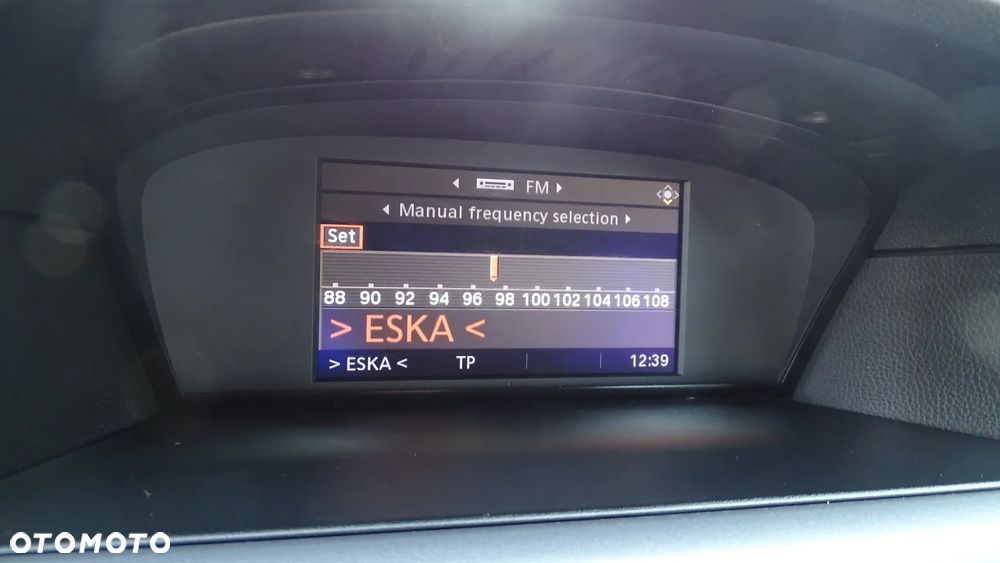 FM
Manual frequency selection
Set
88 90 92 94 96 98 100 102 104 106 108
> ESKA <
> ESKA < TP 12:39
OTOMOTO